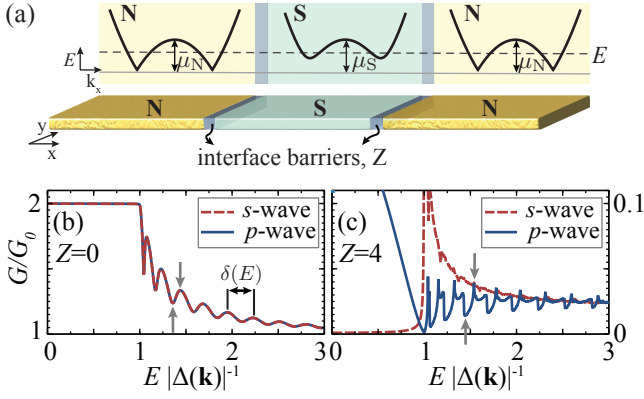 (a)
N
S
N
E
k_x
μ_N
μ_S
μ_N
E
N
S
N
y
x
interface barriers, Z
G/G_0
2
1
(b)
Z=0
s-wave
p-wave
δ(E)
0
1
2
3
E |Δ(k)|^-1
(c)
Z=4
s-wave
p-wave
0.1
0
1
2
3
E |Δ(k)|^-1